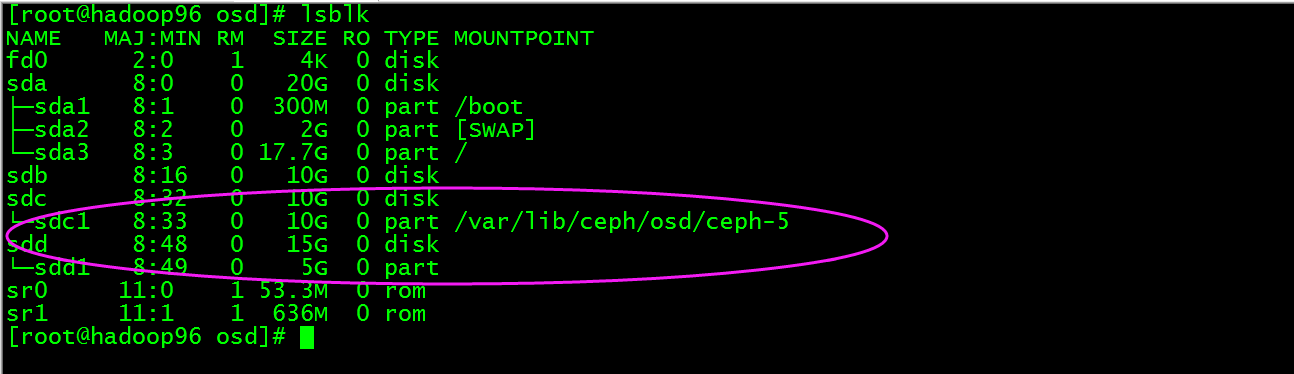 [root@hadoop96 osd]# lsblk
NAME   MAJ:MIN RM  SIZE RO TYPE MOUNTPOINT
fd0      2:0    1    4K  0 disk
sda      8:0    0   20G  0 disk
├─sda1   8:1    0  300M  0 part /boot
├─sda2   8:2    0    2G  0 part [SWAP]
└─sda3   8:3    0 17.7G  0 part /
sdb      8:16   0   10G  0 disk
sdc      8:32   0   10G  0 disk
└─sdc1   8:33   0   10G  0 part /var/lib/ceph/osd/ceph-5
sdd      8:48   0   15G  0 disk
└─sdd1   8:49   0    5G  0 part
sr0     11:0    1 53.3M  0 rom
sr1     11:1    1  636M  0 rom
[root@hadoop96 osd]#